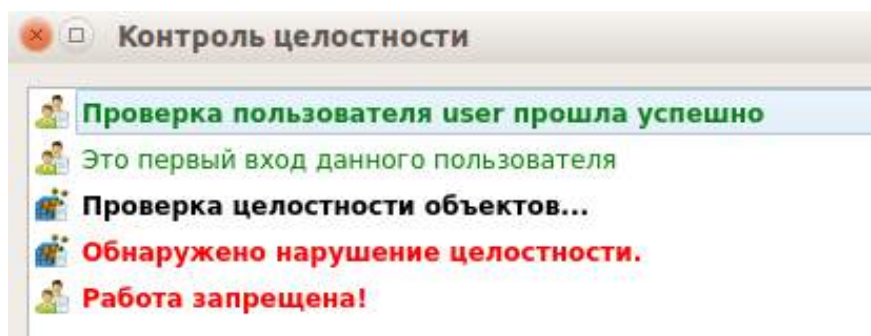 Контроль целостности
Проверка пользователя user прошла успешно
Это первый вход данного пользователя
Проверка целостности объектов...
Обнаружено нарушение целостности.
Работа запрещена!